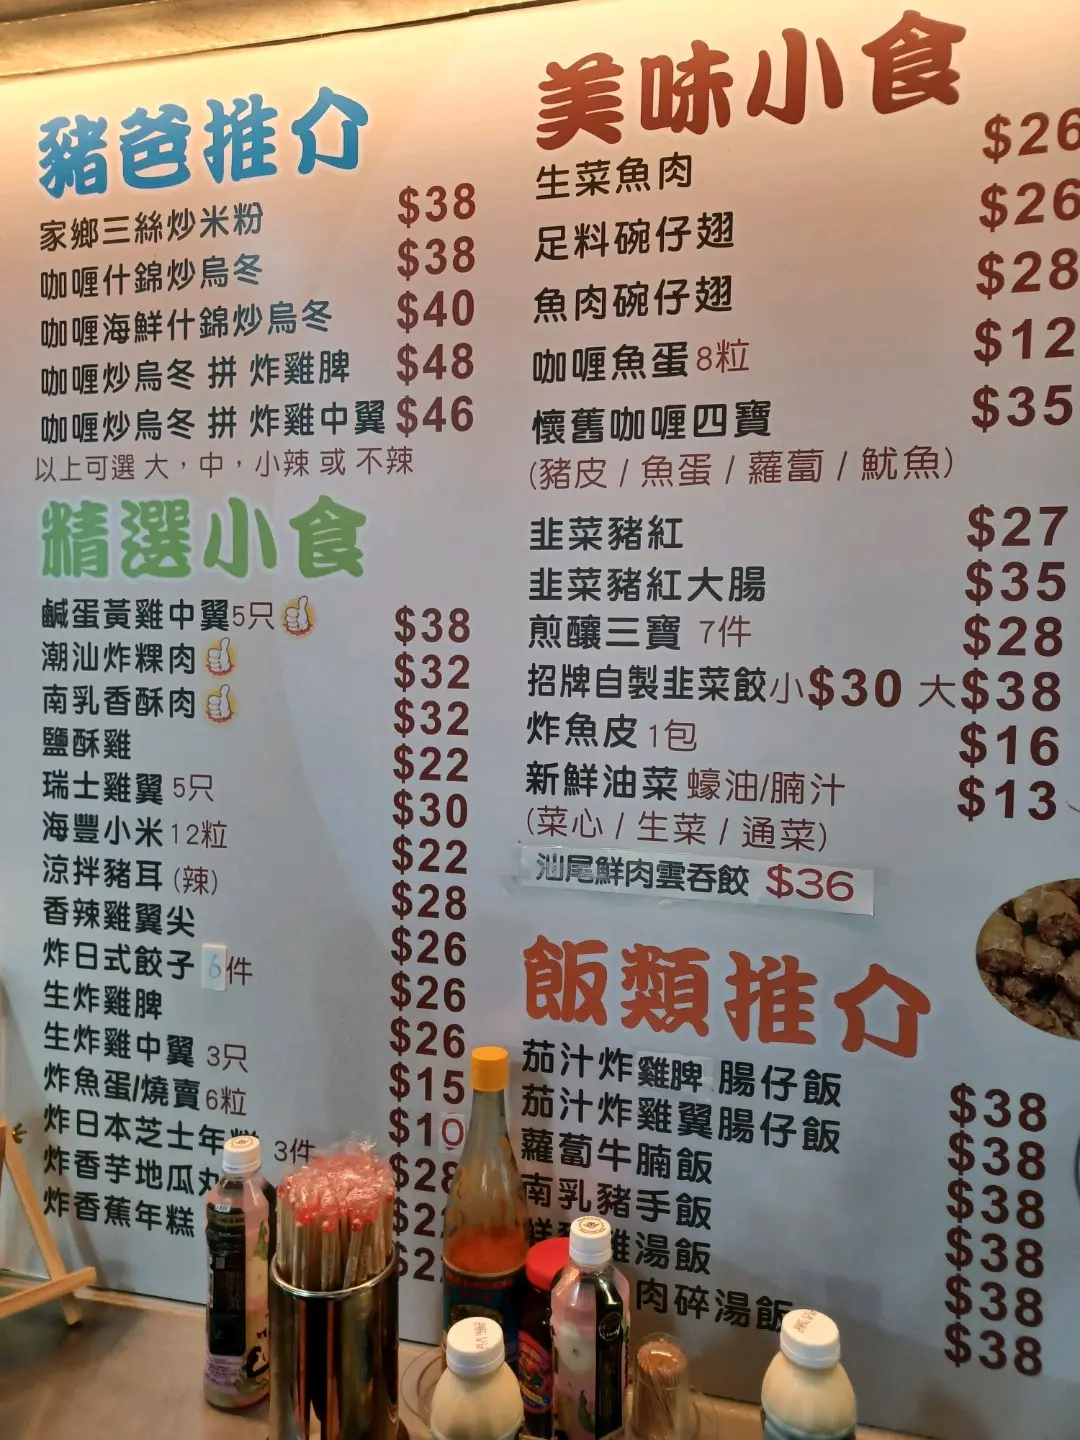 豬爸推介
家鄉三絲炒米粉 $38
咖喱什錦炒烏冬 $38
咖喱海鮮什錦炒烏冬 $40
咖喱炒烏冬 拼 炸雞脾 $48
咖喱炒烏冬 拼 炸雞中翼 $46
以上可選 大，中，小辣 或 不辣
精選小食
鹹蛋黃雞中翼5只 $38
潮汕炸粿肉 $32
南乳香酥肉 $32
鹽酥雞 $22
瑞士雞翼 5只 $30
海豐小米 12粒 $22
涼拌豬耳 (辣) $28
香辣雞翼尖 $26
炸日式餃子 6件 $26
生炸雞脾 $26
生炸雞中翼 3只 $15
炸魚蛋/燒賣 6粒 $10
炸日本芝士年糕 3件 $28
炸香芋地瓜丸 $2
炸香蕉年糕 $2
美味小食
生菜魚肉 $26
足料碗仔翅 $26
魚肉碗仔翅 $28
咖喱魚蛋 8粒 $12
懷舊咖喱四寶 $35
(豬皮 / 魚蛋 / 蘿蔔 / 魷魚)
韭菜豬紅 $27
韭菜豬紅大腸 $35
煎釀三寶 7件 $28
招牌自製韭菜餃 小$30 大$38
炸魚皮 1包 $16
新鮮油菜 蠔油/腩汁 $13
(菜心 / 生菜 / 通菜)
汕尾鮮肉雲吞餃 $36
飯類推介
茄汁炸雞脾 腸仔飯 $38
茄汁炸雞翼腸仔飯 $38
蘿蔔牛腩飯 $38
南乳豬手飯 $38
雞湯飯 $38
肉碎湯飯 $38